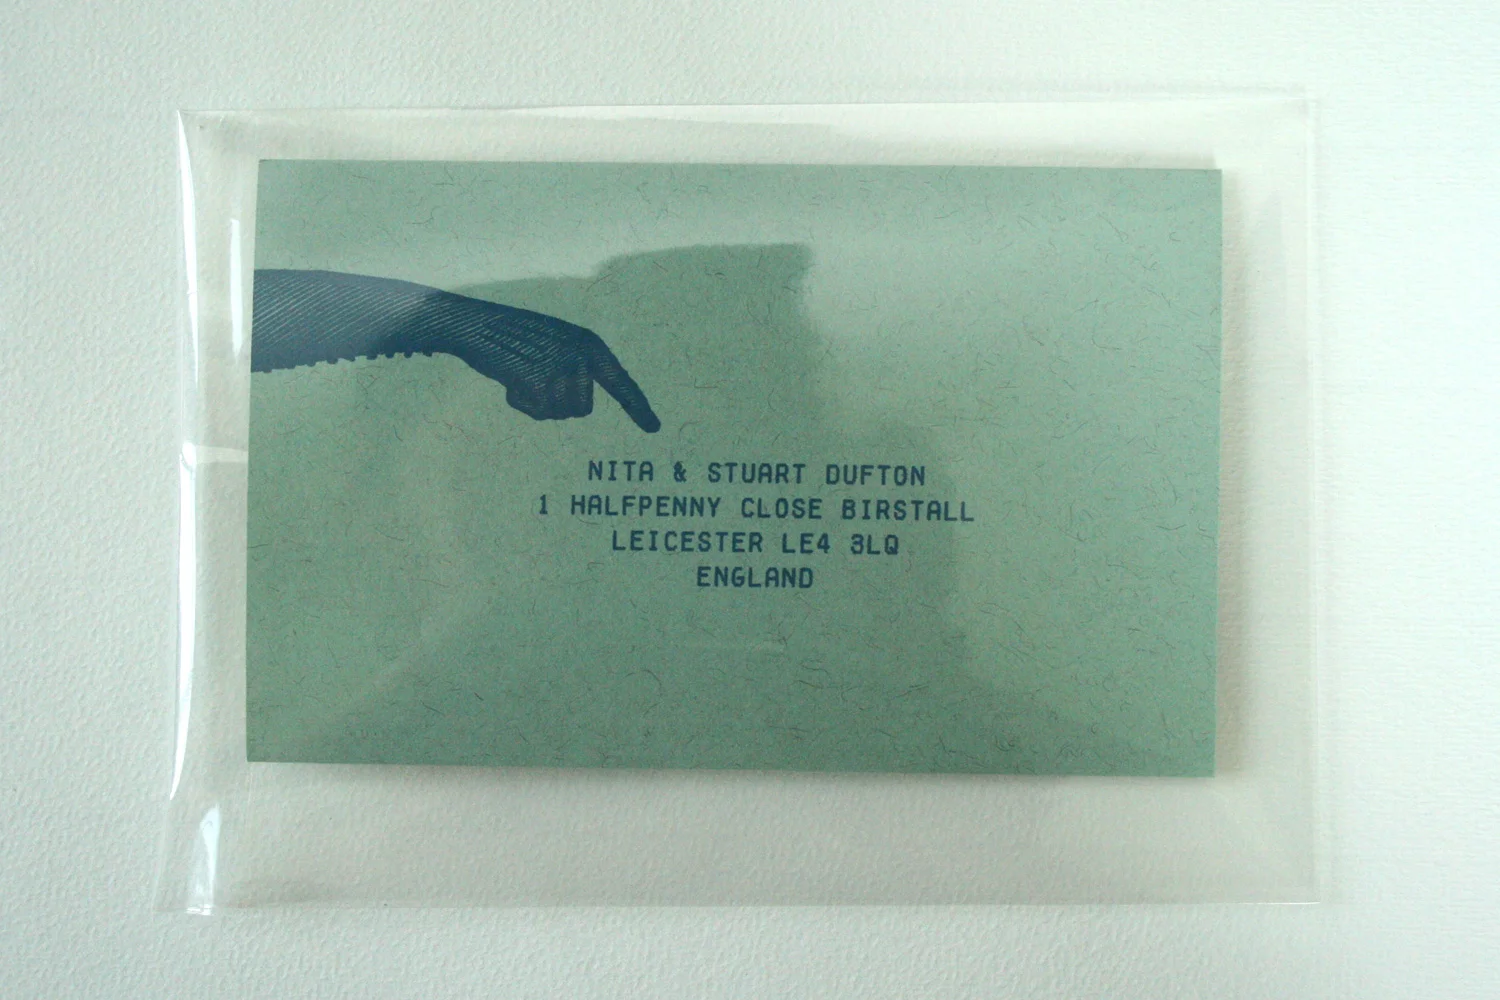 NITA & STUART DUFTON
1 HALFPENNY CLOSE BIRSTALL
LEICESTER LE4 3LQ
ENGLAND